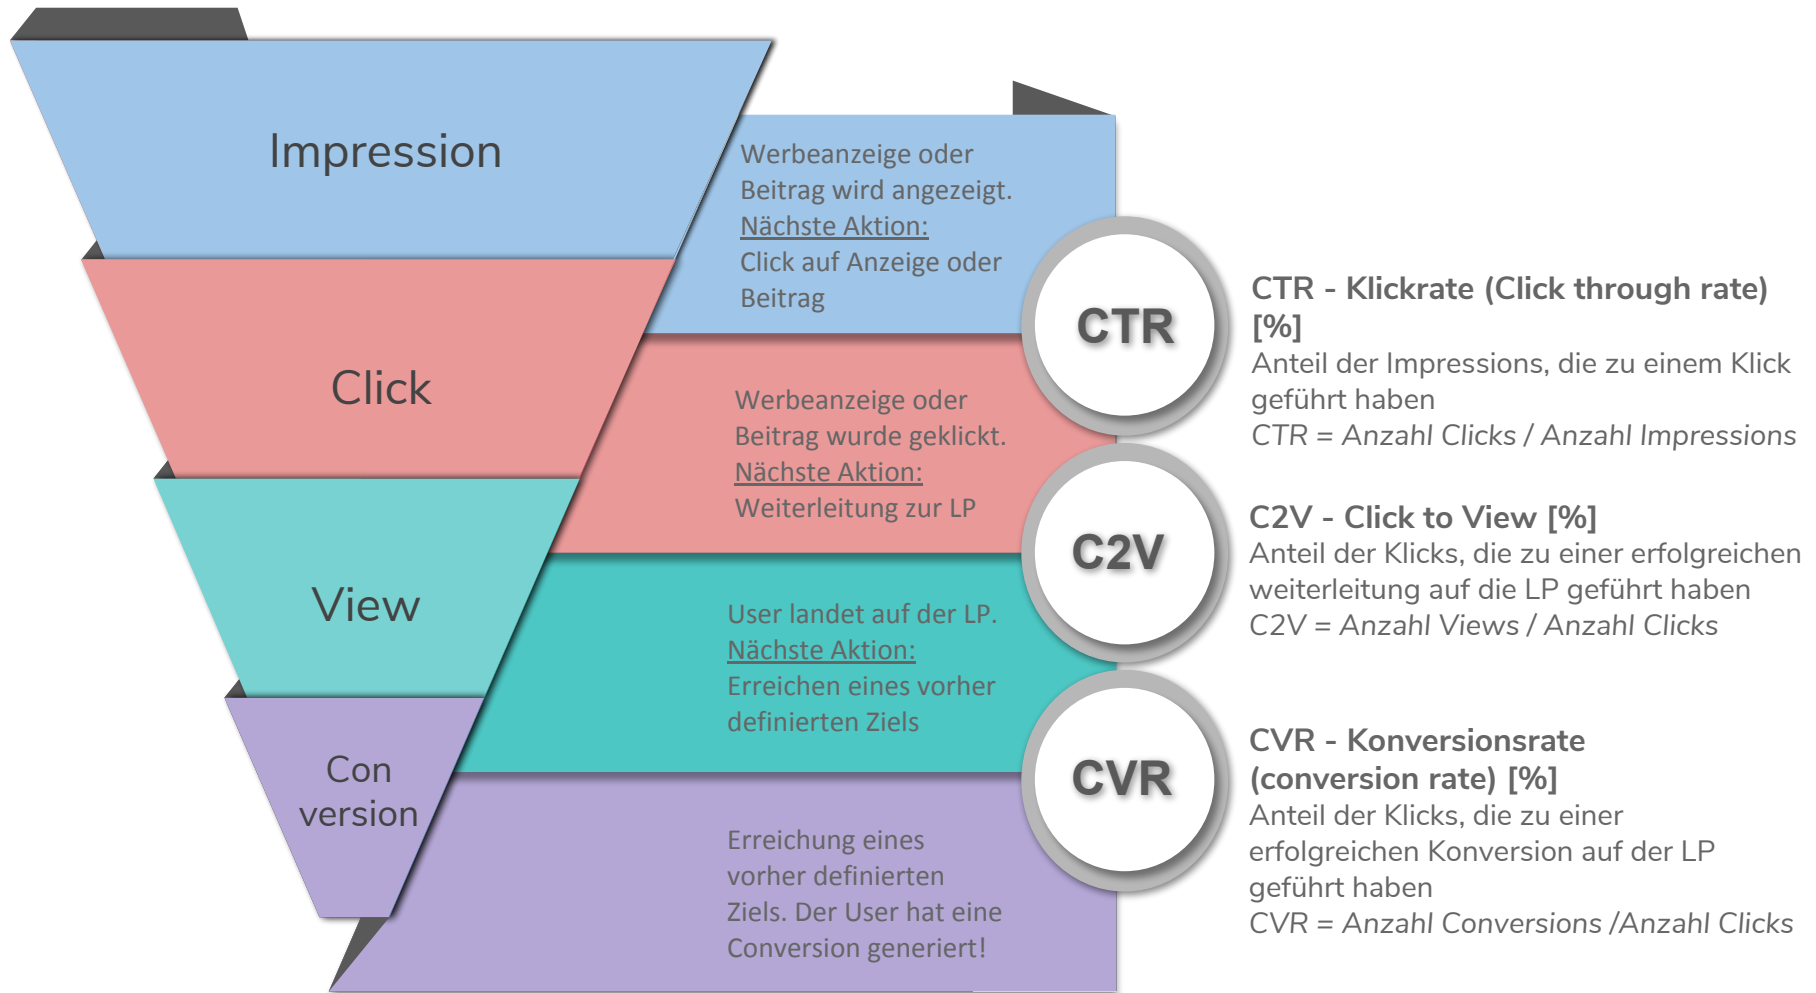 Impression
Werbeanzeige oder
Beitrag wird angezeigt.
Nächste Aktion:
Click auf Anzeige oder
Beitrag
CTR
CTR - Klickrate (Click through rate)
[%]
Anteil der Impressions, die zu einem Klick
geführt haben
CTR = Anzahl Clicks / Anzahl Impressions
Click
Werbeanzeige oder
Beitrag wurde geklickt.
Nächste Aktion:
Weiterleitung zur LP
C2V
C2V - Click to View [%]
Anteil der Klicks, die zu einer erfolgreichen
weiterleitung auf die LP geführt haben
C2V = Anzahl Views / Anzahl Clicks
View
User landet auf der LP.
Nächste Aktion:
Erreichen eines vorher
definierten Ziels
CVR
CVR - Konversionsrate
(conversion rate) [%]
Anteil der Klicks, die zu einer
erfolgreichen Konversion auf der LP
geführt haben
CVR = Anzahl Conversions /Anzahl Clicks
Con
version
Erreichung eines
vorher definierten
Ziels. Der User hat eine
Conversion generiert!